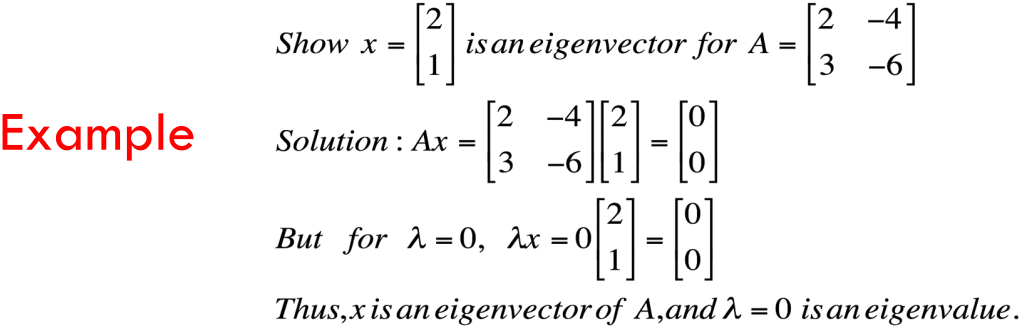 Show x = [2 1] is an eigenvector for A = [2 −4 3 −6]
Example
Solution : Ax = [2 −4 3 −6][2 1] = [0 0]
But for λ = 0, λx = 0[2 1] = [0 0]
Thus, x is an eigenvector of A, and λ = 0 is an eigenvalue.